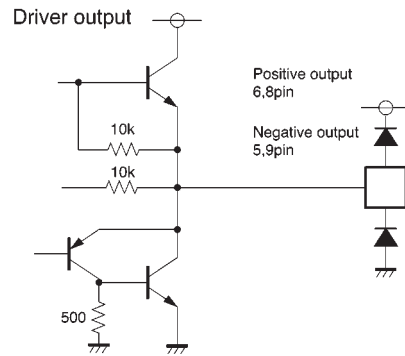 Driver output
Positive output
6,8pin
Negative output
5,9pin
10k
10k
500